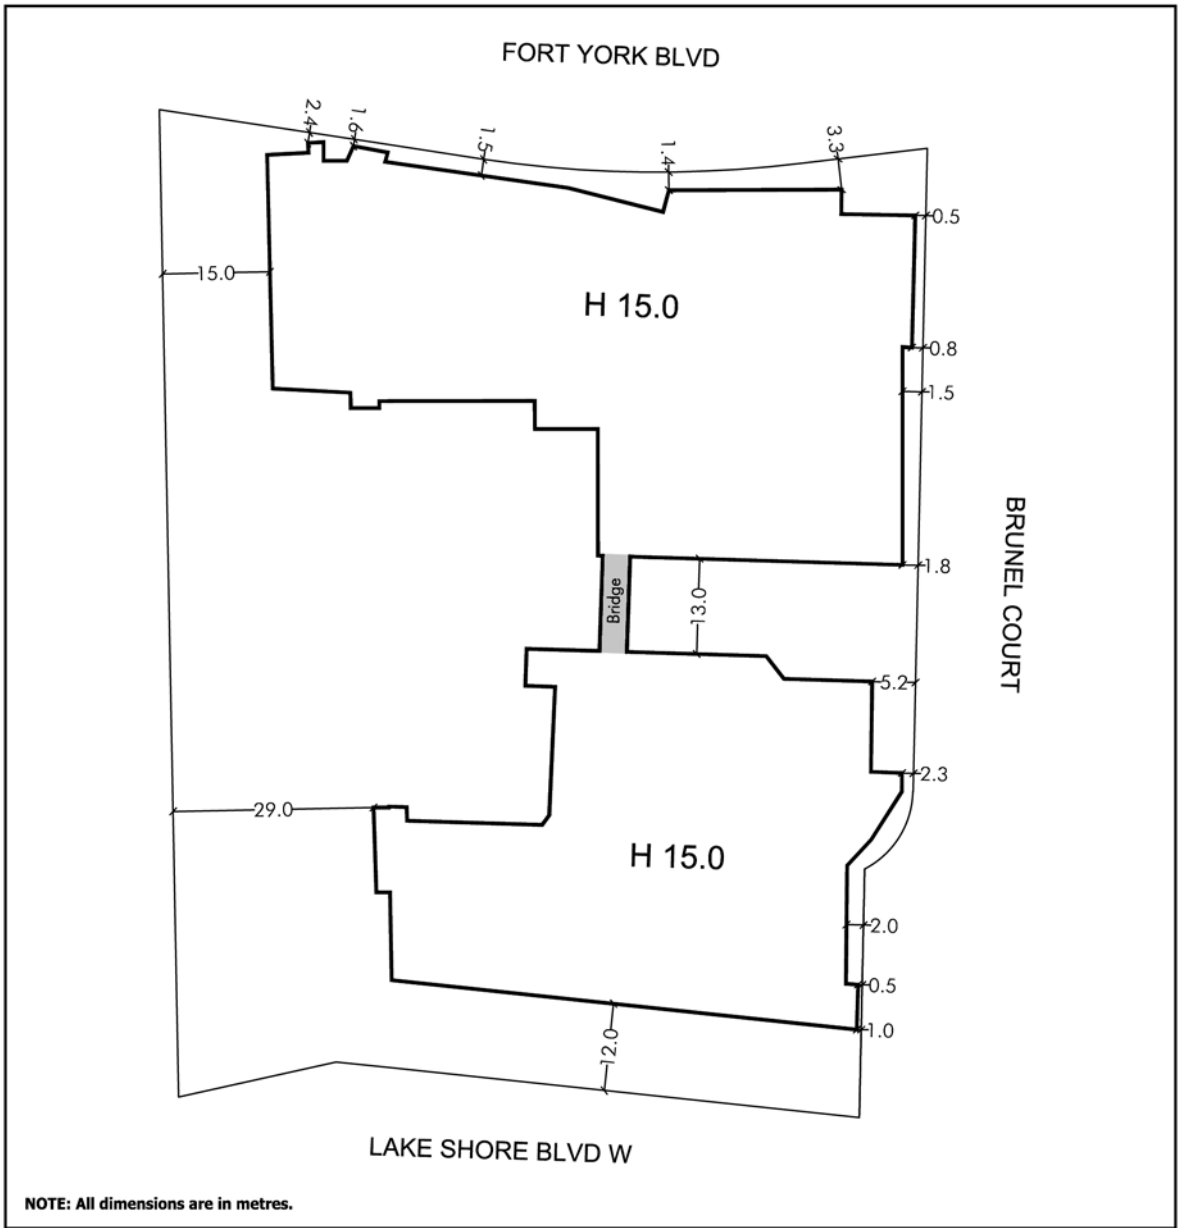 FORT YORK BLVD
2.4
1.6
1.5
1.4
3.3
0.5
15.0
H 15.0
0.8
1.5
BRUNEL COURT
1.8
Bridge
13.0
5.2
2.3
29.0
H 15.0
2.0
0.5
1.0
12.0
LAKE SHORE BLVD W
NOTE: All dimensions are in metres.